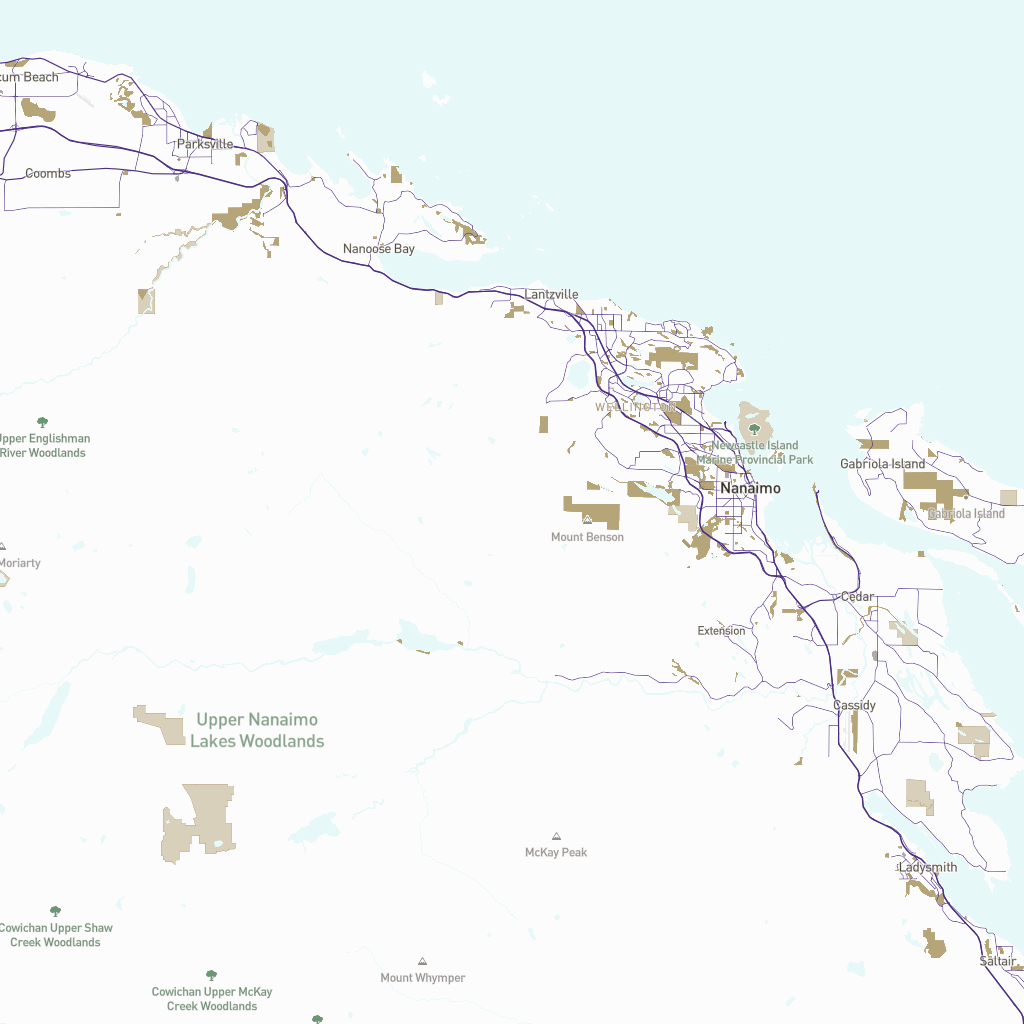 cum Beach
Parksville
Coombs
Nanoose Bay
Lantzville
WELLINGTON
Upper Englishman
River Woodlands
Newcastle Island
Marine Provincial Park
Gabriola Island
Nanaimo
Gabriola Island
Mount Benson
Moriarty
Cedar
Extension
Cassidy
Upper Nanaimo
Lakes Woodlands
McKay Peak
Ladysmith
Cowichan Upper Shaw
Creek Woodlands
Saltair
Mount Whymper
Cowichan Upper McKay
Creek Woodlands